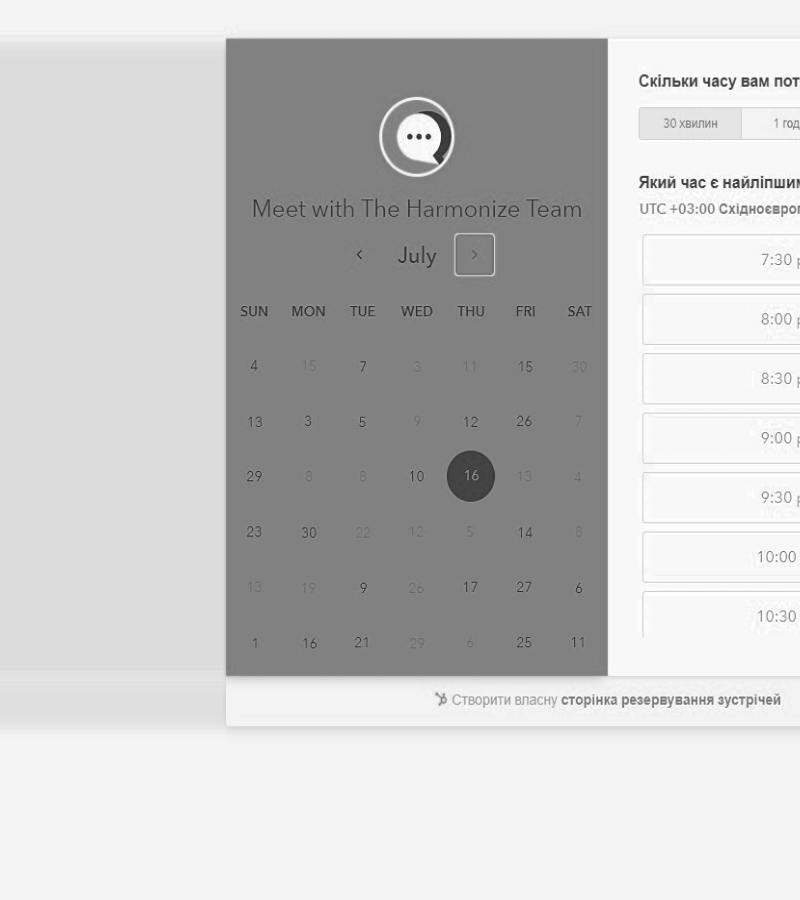 Meet with The Harmonize Team
July
SUN MON TUE WED THU FRI SAT
4 15 7 3 11 15 30
13 3 5 9 12 26 7
29 8 8 10 16 13 4
23 30 22 12 5 14 8
13 19 9 26 17 27 6
1 16 21 29 6 25 11
Скільки часу вам пот
30 хвилин 1 год
Який час є найліпшим
UTC +03:00 Східноєвроп
7:30 р
8:00 р
8:30 р
9:00 р
9:30 р
10:00
10:30
Створити власну сторінка резервування зустрічей